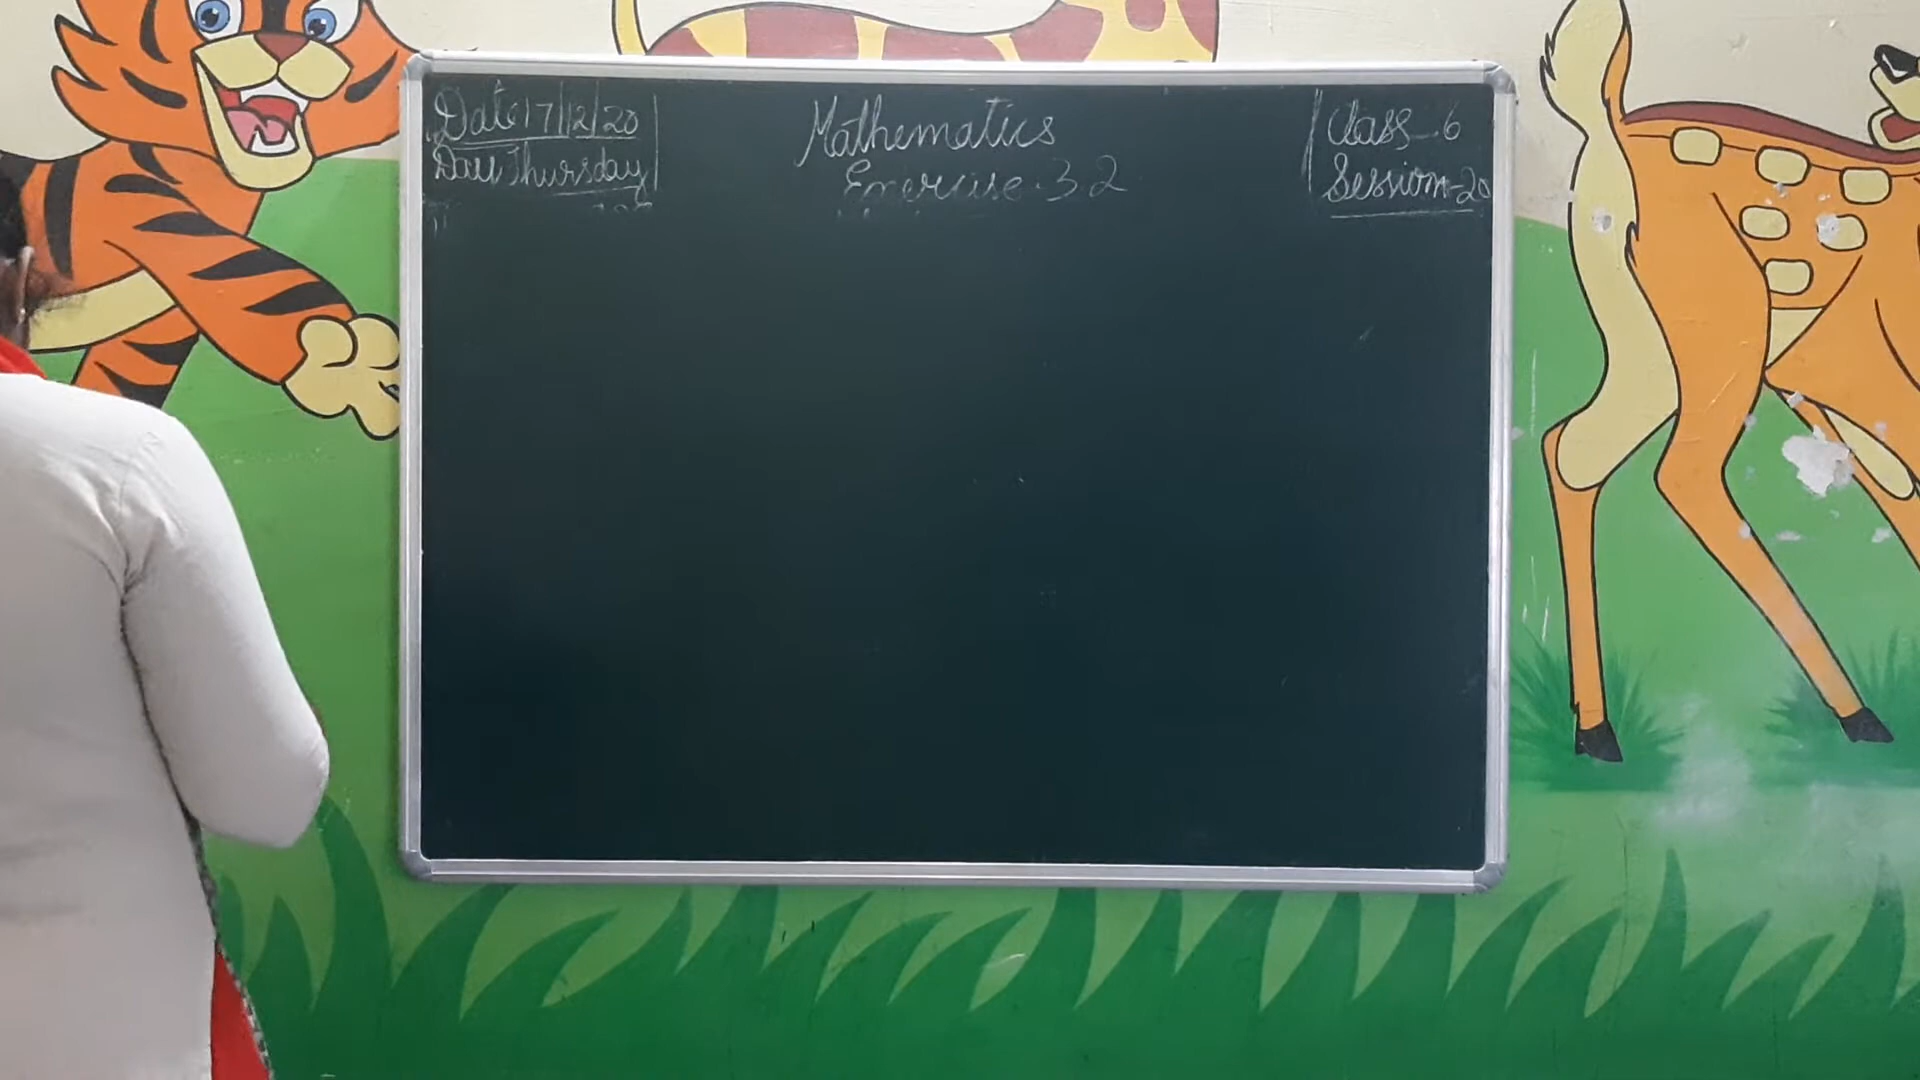 Date 17/12/20
Day Thursday
Mathematics
Exercise.3.2
Class-6
Session-20